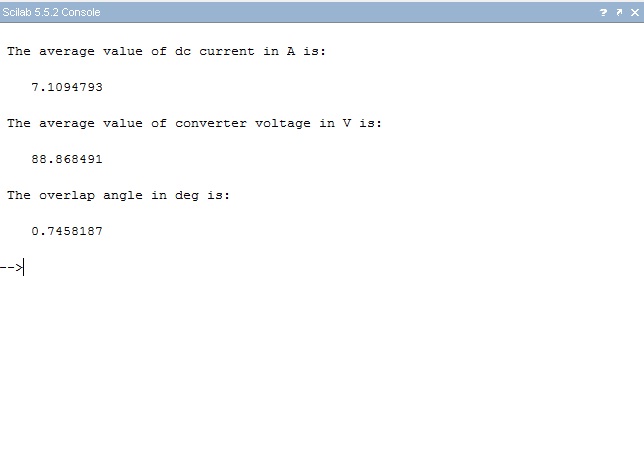 Scilab 5.5.2 Console
The average value of dc current in A is:
7.1094793
The average value of converter voltage in V is:
88.868491
The overlap angle in deg is:
0.7458187
-->